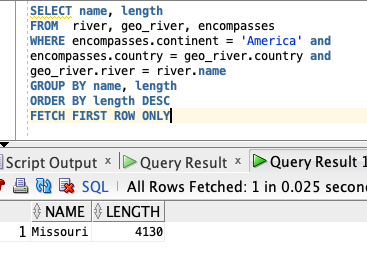 SELECT name, length
FROM  river, geo_river, encompasses
WHERE encompasses.continent = 'America' and
encompasses.country = geo_river.country and
geo_river.river = river.name
GROUP BY name, length
ORDER BY length DESC
FETCH FIRST ROW ONLY
Script Output × Query Result × Query Result 1
SQL | All Rows Fetched: 1 in 0.025 secon
NAME LENGTH
1 Missouri 4130